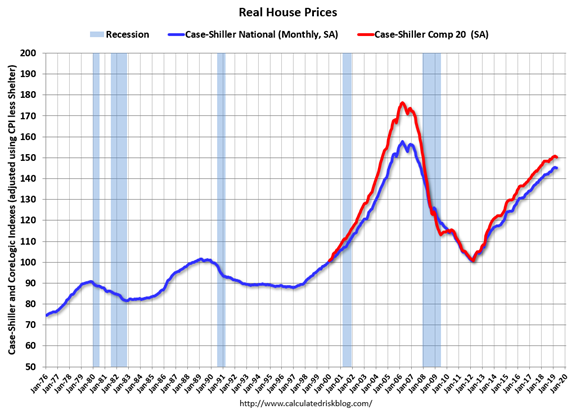 Real House Prices
Recession
Case-Shiller National (Monthly, SA)
Case-Shiller Comp 20 (SA)
Case-Shiller and CoreLogic Indexes (adjusted using CPI less Shelter)
200
190
180
170
160
150
140
130
120
110
100
90
80
70
60
50
Jan-76
Jan-77
Jan-78
Jan-79
Jan-80
Jan-81
Jan-82
Jan-83
Jan-84
Jan-85
Jan-86
Jan-87
Jan-88
Jan-89
Jan-90
Jan-91
Jan-92
Jan-93
Jan-94
Jan-95
Jan-96
Jan-97
Jan-98
Jan-99
Jan-00
Jan-01
Jan-02
Jan-03
Jan-04
Jan-05
Jan-06
Jan-07
Jan-08
Jan-09
Jan-10
Jan-11
Jan-12
Jan-13
Jan-14
Jan-15
Jan-16
Jan-17
Jan-18
Jan-19
Jan-20
http://www.calculatedriskblog.com/